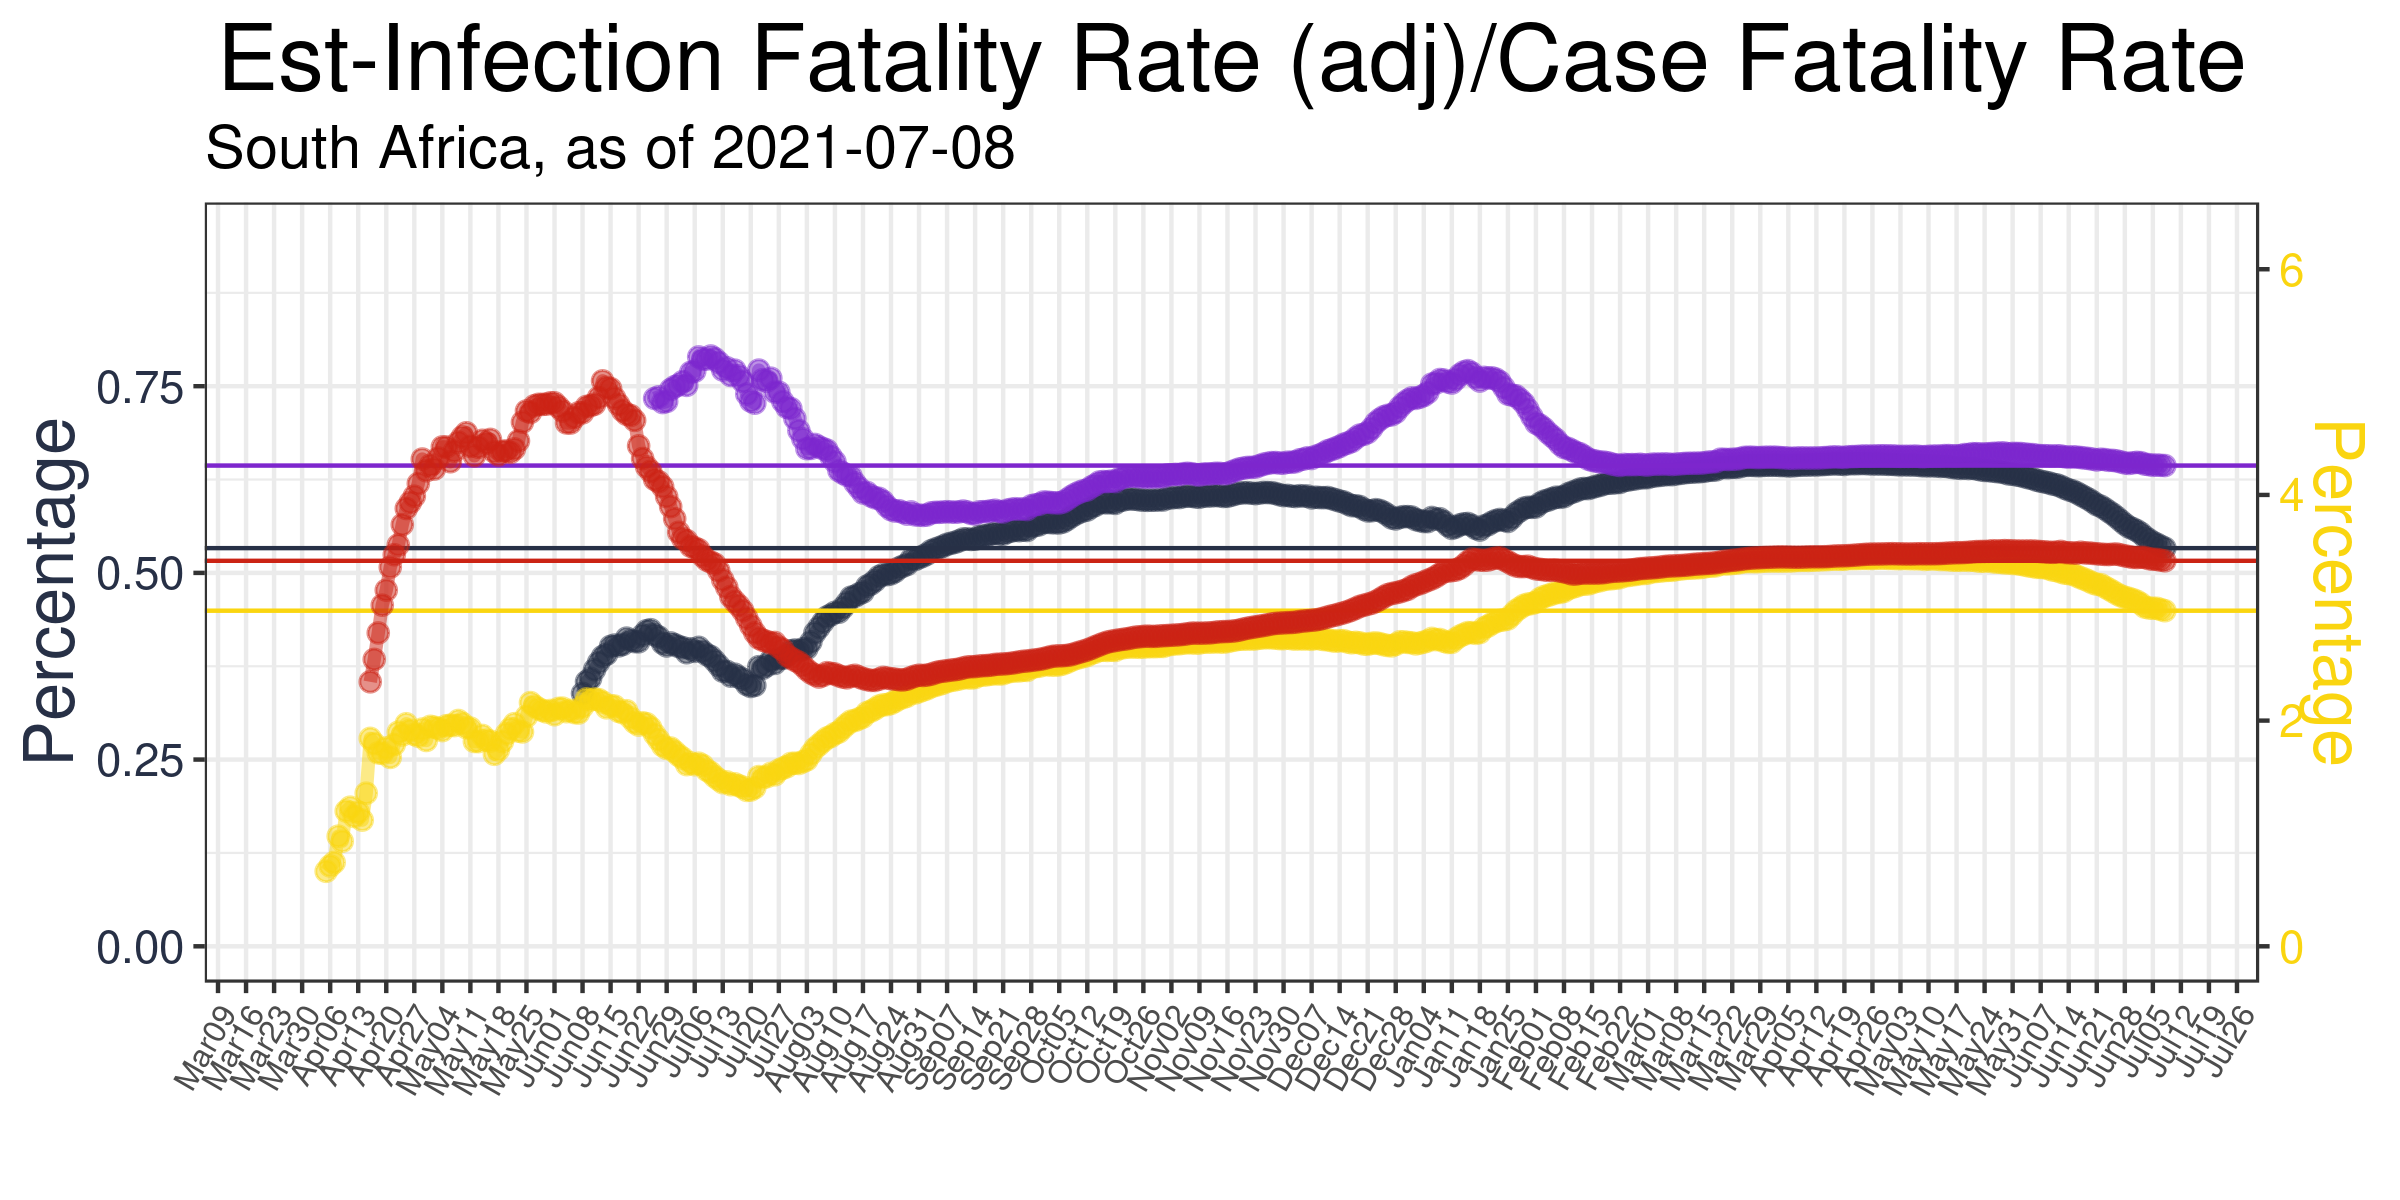 Est-Infection Fatality Rate (adj)/Case Fatality Rate
South Africa, as of 2021-07-08
Percentage
0.75
0.50
0.25
0.00
6
4
2
0
Percentage
Mar09
Mar16
Mar23
Mar30
Apr06
Apr13
Apr20
Apr27
May04
May11
May18
May25
Jun01
Jun08
Jun15
Jun22
Jun29
Jul06
Jul13
Jul20
Jul27
Aug03
Aug10
Aug17
Aug24
Aug31
Sep07
Sep14
Sep21
Sep28
Oct05
Oct12
Oct19
Oct26
Nov02
Nov09
Nov16
Nov23
Nov30
Dec07
Dec14
Dec21
Dec28
Jan04
Jan11
Jan18
Jan25
Feb01
Feb08
Feb15
Feb22
Mar01
Mar08
Mar15
Mar22
Mar29
Apr05
Apr12
Apr19
Apr26
May03
May10
May17
May24
May31
Jun07
Jun14
Jun21
Jun28
Jul05
Jul12
Jul19
Jul26